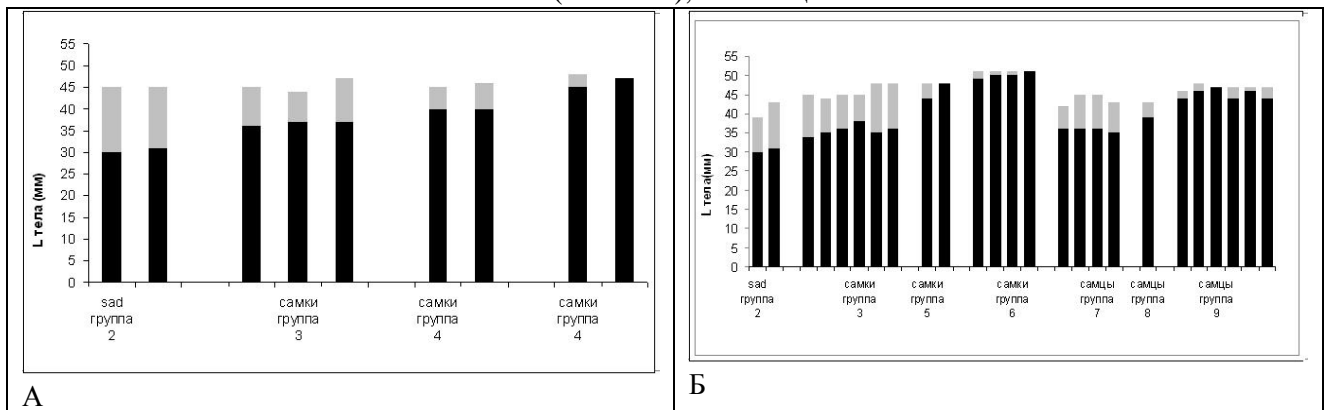 L тела (мм)
55
50
45
40
35
30
25
20
15
10
5
0
sad
группа
2
самки
группа
3
самки
группа
4
самки
группа
4
А
L тела(мм)
55
50
45
40
35
30
25
20
15
10
5
0
sad
группа
2
самки
группа
3
самки
группа
5
самки
группа
6
самцы
группа
7
самцы
группа
8
самцы
группа
9
Б